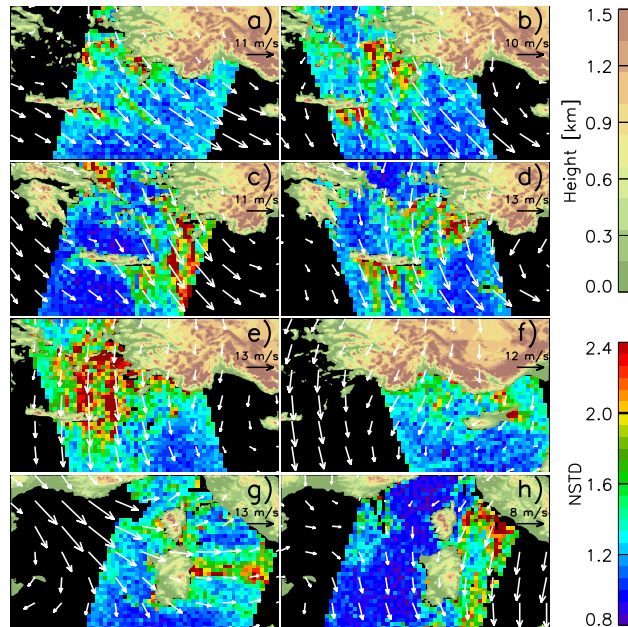 a)
11 m/s
b)
10 m/s
c)
11 m/s
d)
13 m/s
e)
13 m/s
f)
12 m/s
g)
13 m/s
h)
8 m/s
1.5
1.2
0.9
0.6
0.3
0.0
Height [km]
2.4
2.0
1.6
1.2
0.8
NSTD